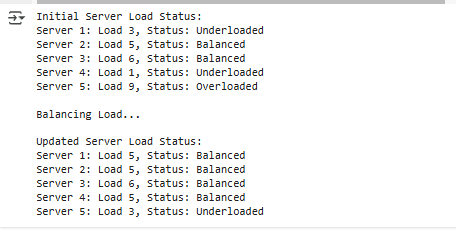 Initial Server Load Status:
Server 1: Load 3, Status: Underloaded
Server 2: Load 5, Status: Balanced
Server 3: Load 6, Status: Balanced
Server 4: Load 1, Status: Underloaded
Server 5: Load 9, Status: Overloaded
Balancing Load...
Updated Server Load Status:
Server 1: Load 5, Status: Balanced
Server 2: Load 5, Status: Balanced
Server 3: Load 6, Status: Balanced
Server 4: Load 5, Status: Balanced
Server 5: Load 3, Status: Underloaded